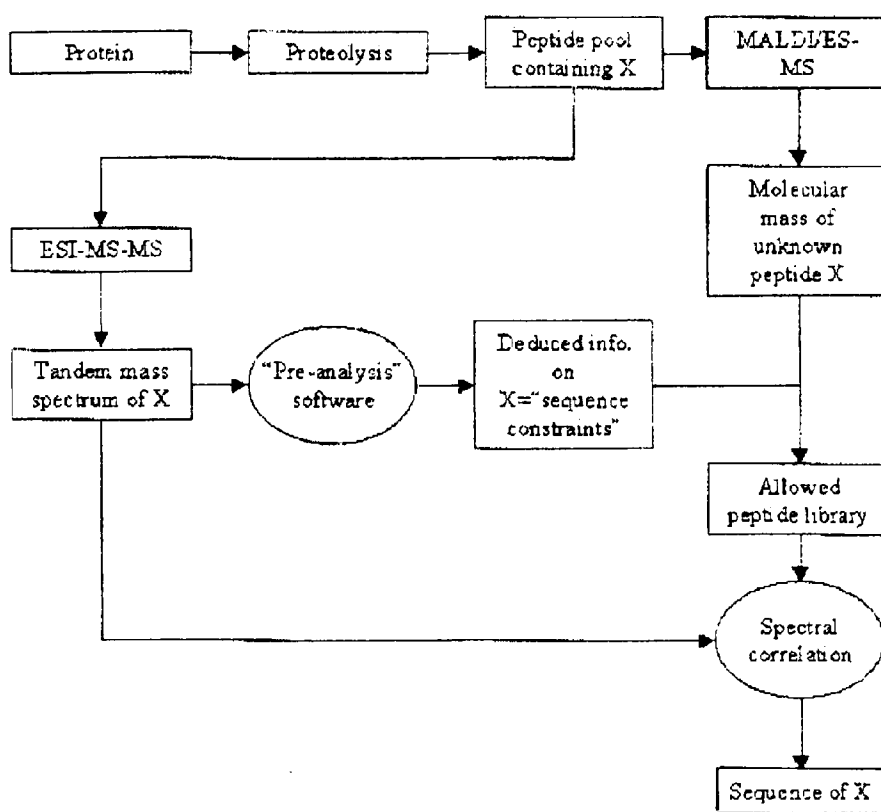 Protein
Proteolysis
Peptide pool
containing X
MALDI/ES-
MS
Molecular
mass of
unknown
peptide X
ESI-MS-MS
Tandem mass
spectrum of X
"Pre-analysis"
software
Deduced info.
on
X="sequence
constraints"
Allowed
peptide library
Spectral
correlation
Sequence of X